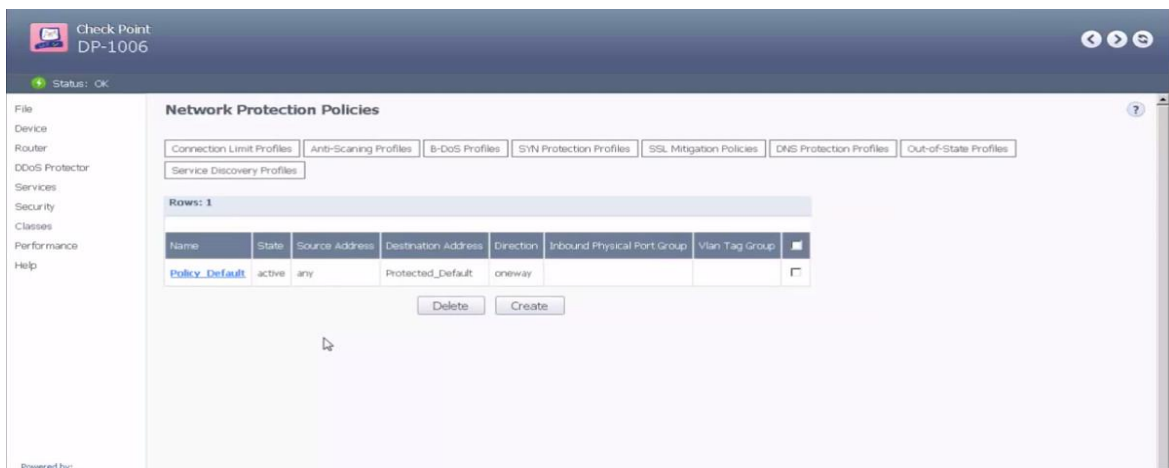 Check Point
DP-1006
Status: OK
File
Device
Router
DDoS Protector
Services
Security
Classes
Performance
Help
Network Protection Policies
?
Connection Limit Profiles Anti-Scaning Profiles B-DoS Profiles SYN Protection Profiles SSL Mitigation Policies DNS Protection Profiles Out-of-State Profiles
Service Discovery Profiles
Rows: 1
Name State Source Address Destination Address Direction Inbound Physical Port Group Vlan Tag Group
Policy_Default active any Protected_Default oneway
Delete Create
Powered by: